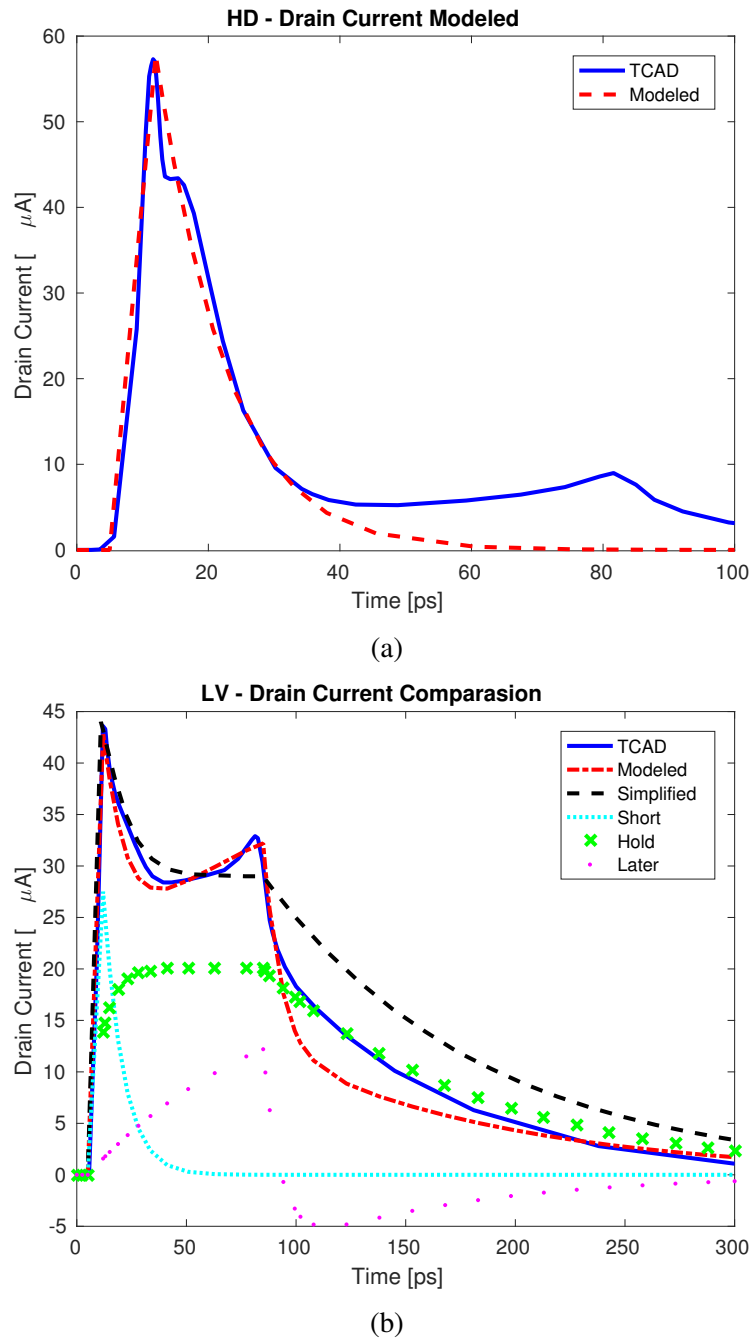 HD - Drain Current Modeled
60
50
40
30
20
10
0
Drain Current [ μA]
TCAD
Modeled
0 20 40 60 80 100
Time [ps]
(a)
LV - Drain Current Comparasion
45
40
35
30
25
20
15
10
5
0
-5
Drain Current [ μA]
TCAD
Modeled
Simplified
Short
Hold
Later
0 50 100 150 200 250 300
Time [ps]
(b)